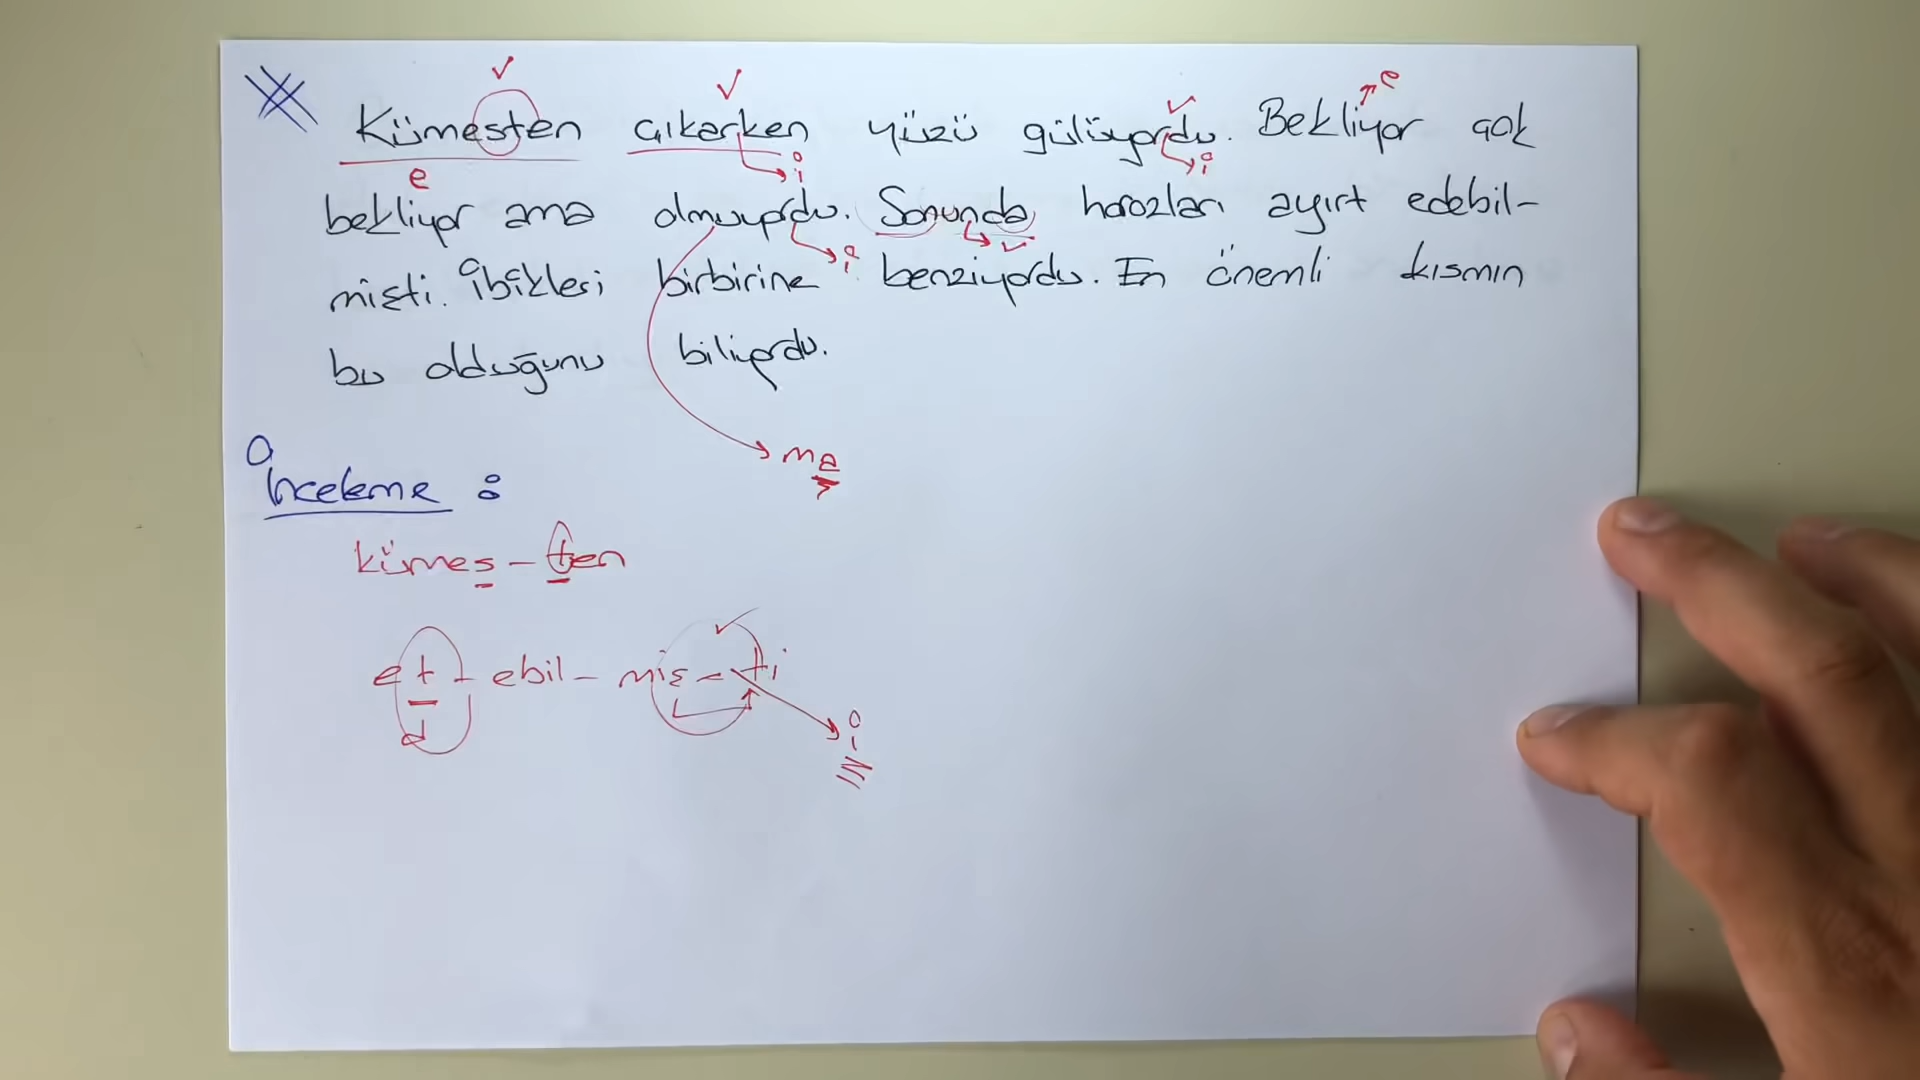 Kümesten çıkarken yüzü gülüyordu. Bekliyor çok
bekliyor ama olmuyordu. Sonunda horozları ayırt edebil-
mişti. İbikleri birbirine benziyordu. En önemli kısmın
bu olduğunu biliyordu.
e
i
i
e
i
ma
İnceleme :
kümes - ten
et - ebil - miş - ti
d
i